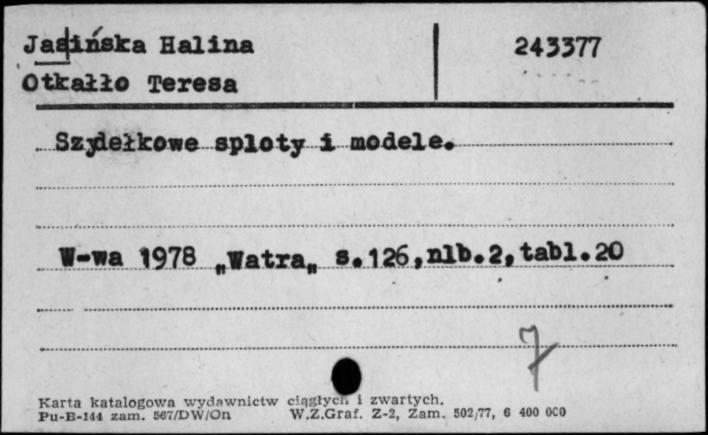 Jasińska Halina 243377
Otkałło Teresa
Szydełkowe sploty i modele.
W-wa 1978 „Watra„ s.126,nlb.2,tabl.20
7
Karta katalogowa wydawnictw ciągłych i zwartych.
Pu-B-144 zam. 567/DW/On W.Z.Graf. Z-2, Zam. 502/77, 6 400 000